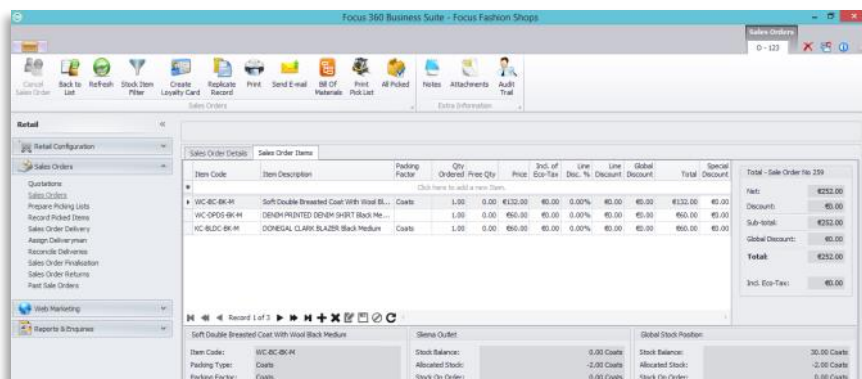 Focus 360 Business Suite - Focus Fashion Shops
Sales Orders
O - 123
Cancel Sales Order
Back to List
Refresh
Stock Item Filter
Create Loyalty Card
Replicate Record
Print
Send E-mail
Bill Of Materials
Print Pick List
All Picked
Notes
Attachments
Audit Trail
Sales Orders
Extra Information
Retail
Retail Configuration
Sales Orders
Quotations
Sales Orders
Prepare Picking Lists
Record Picked Items
Sales Order Delivery
Assign Deliveryman
Reconcile Deliveries
Sales Order Finalisation
Sales Order Returns
Past Sale Orders
Web Marketing
Reports & Enquiries
Sales Order Details Sales Order Items
Item Code Item Description Packing Factor Qty Ordered Free Qty Price Incl. of Eco-Tax Line Disc. % Line Discount Global Discount Total Special Discount
Click here to add a new Item.
WC-BC-BK-M Soft Double Breasted Coat With Wool Bl... Coats 1.00 0.00 €132.00 €0.00 0.00% €0.00 €0.00 €132.00 €0.00
WC-OPDS-BK-M DENIM PRINTED DENIM SHIRT Black Me... 1.00 0.00 €60.00 €0.00 0.00% €0.00 €0.00 €60.00 €0.00
KC-BLDC-BK-M DONEGAL CLARK BLAZER Black Medium Coats 1.00 0.00 €60.00 €0.00 0.00% €0.00 €0.00 €60.00 €0.00
Record 1 of 3
Total - Sale Order No 259
Net: €252.00
Discount: €0.00
Sub-total: €252.00
Global Discount: €0.00
Total: €252.00
Incl. Eco-Tax: €0.00
Soft Double Breasted Coat With Wool Black Medium
Item Code: WC-BC-BK-M
Packing Type: Coats
Packing Factor: Coats
Sliema Outlet
Stock Balance: 0.00 Coats
Allocated Stock: -2.00 Coats
Stock On Order: 0.00 Coats
Global Stock Position
Stock Balance: 30.00 Coats
Allocated Stock: -2.00 Coats
Stock On Order: 0.00 Coats